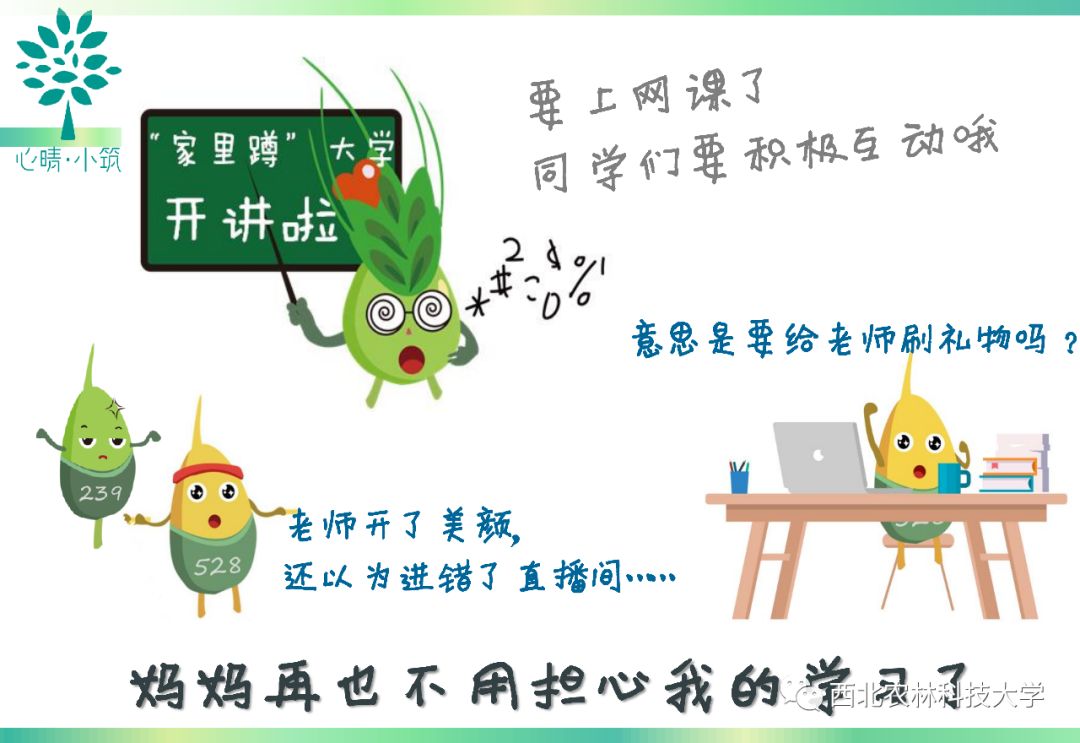 心晴·小筑
“家里蹲”大学
开讲啦
要上网课了
同学们要积极互动哦
*#²=&0%!
意思是要给老师刷礼物吗?
239
528
老师开了美颜,
还以为进错了直播间……
528
妈妈再也不用担心我的学习了
西北农林科技大学